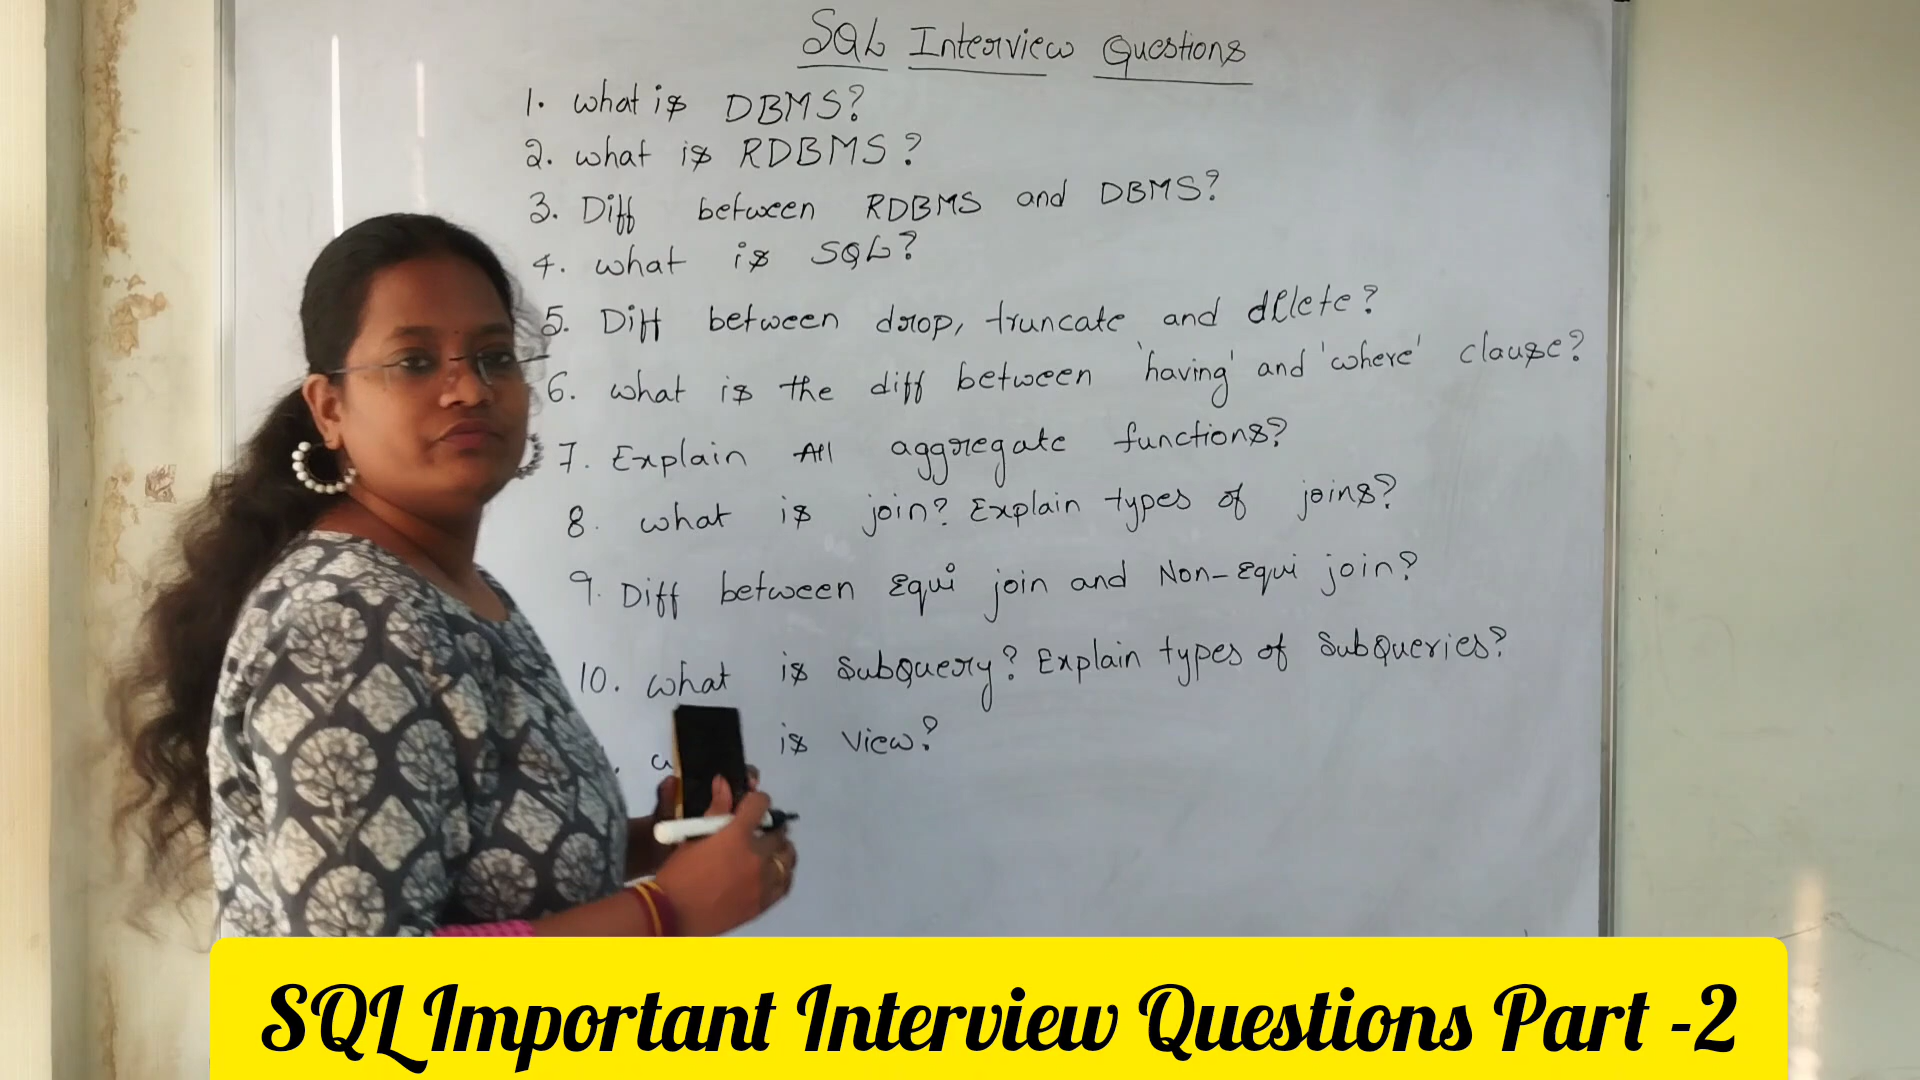 SQL Interview Questions
1. what is DBMS?
2. what is RDBMS?
3. Diff between RDBMS and DBMS?
4. what is SQL?
5. Diff between drop, truncate and delete?
6. what is the diff between 'having' and 'where' clause?
7. Explain All aggregate functions?
8. what is join? Explain types of joins?
9. Diff between Equi join and Non-Equi join?
10. what is SubQuery? Explain types of SubQueries?
is View?
SQL Important Interview Questions Part -2